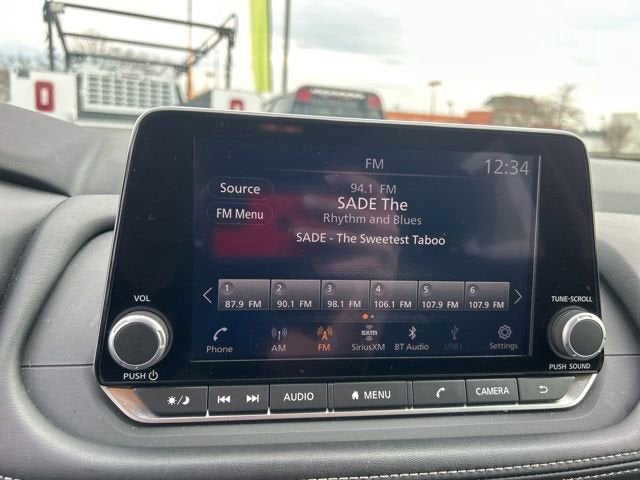 D
FM
12:34
Source
94.1 FM
SADE The
FM Menu
Rhythm and Blues
SADE - The Sweetest Taboo
1 2 3 4 5 6
87.9 FM 90.1 FM 98.1 FM 106.1 FM 107.9 FM 107.9 FM
sxm
Phone AM FM SiriusXM BT Audio USB1 Settings
VOL
PUSH
TUNE·SCROLL
PUSH SOUND
AUDIO MENU CAMERA